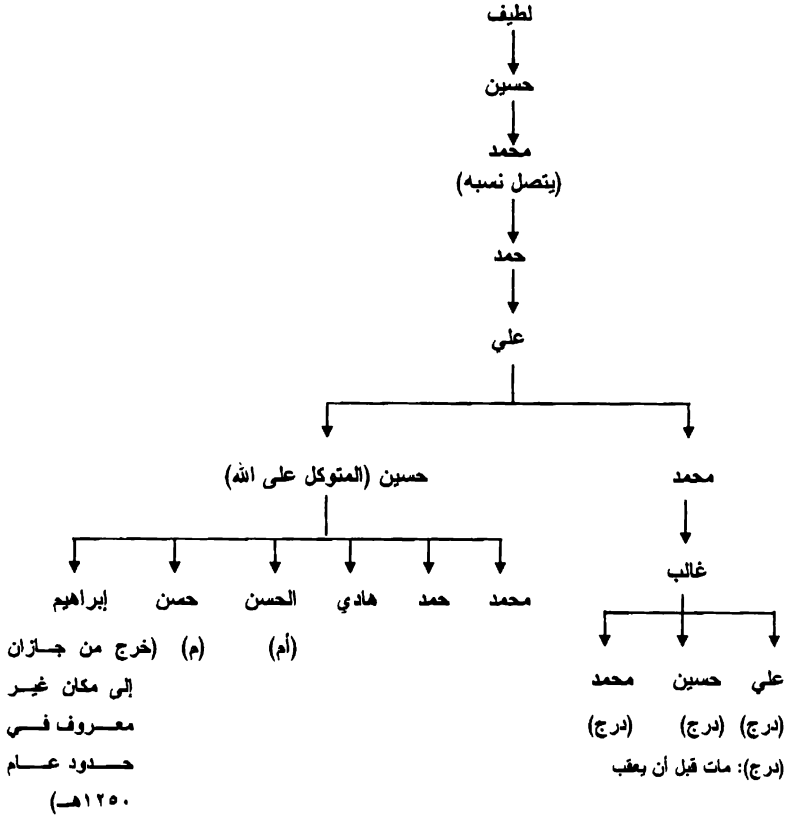 لطيف
حسين
محمد
(يتصل نسبه)
حمد
علي
محمد
حسين (المتوكل على الله)
غالب
محمد
حمد
هادي
الحسن
حسن
إبراهيم
(أم)
(م)
(خرج من جازان
إلى مكان غير
معروف في
حدود عام
١٢٥٠هـ)
علي
حسين
محمد
(درج)
(درج)
(درج)
(درج): مات قبل أن يعقب